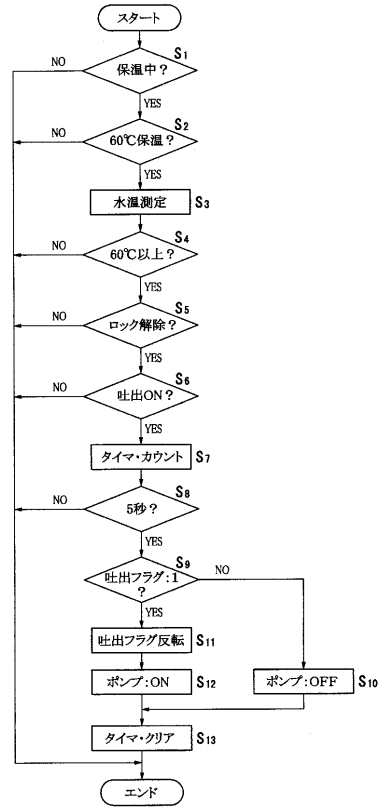 スタート
S1
保温中?
NO
YES
S2
60℃保温?
NO
YES
水温測定 S3
S4
60℃以上?
NO
YES
S5
ロック解除?
NO
YES
S6
吐出ON?
NO
YES
タイマ・カウント S7
S8
5秒?
NO
YES
S9
吐出フラグ:1
?
NO
YES
吐出フラグ反転 S11
ポンプ:ON S12
ポンプ:OFF S10
タイマ・クリア S13
エンド